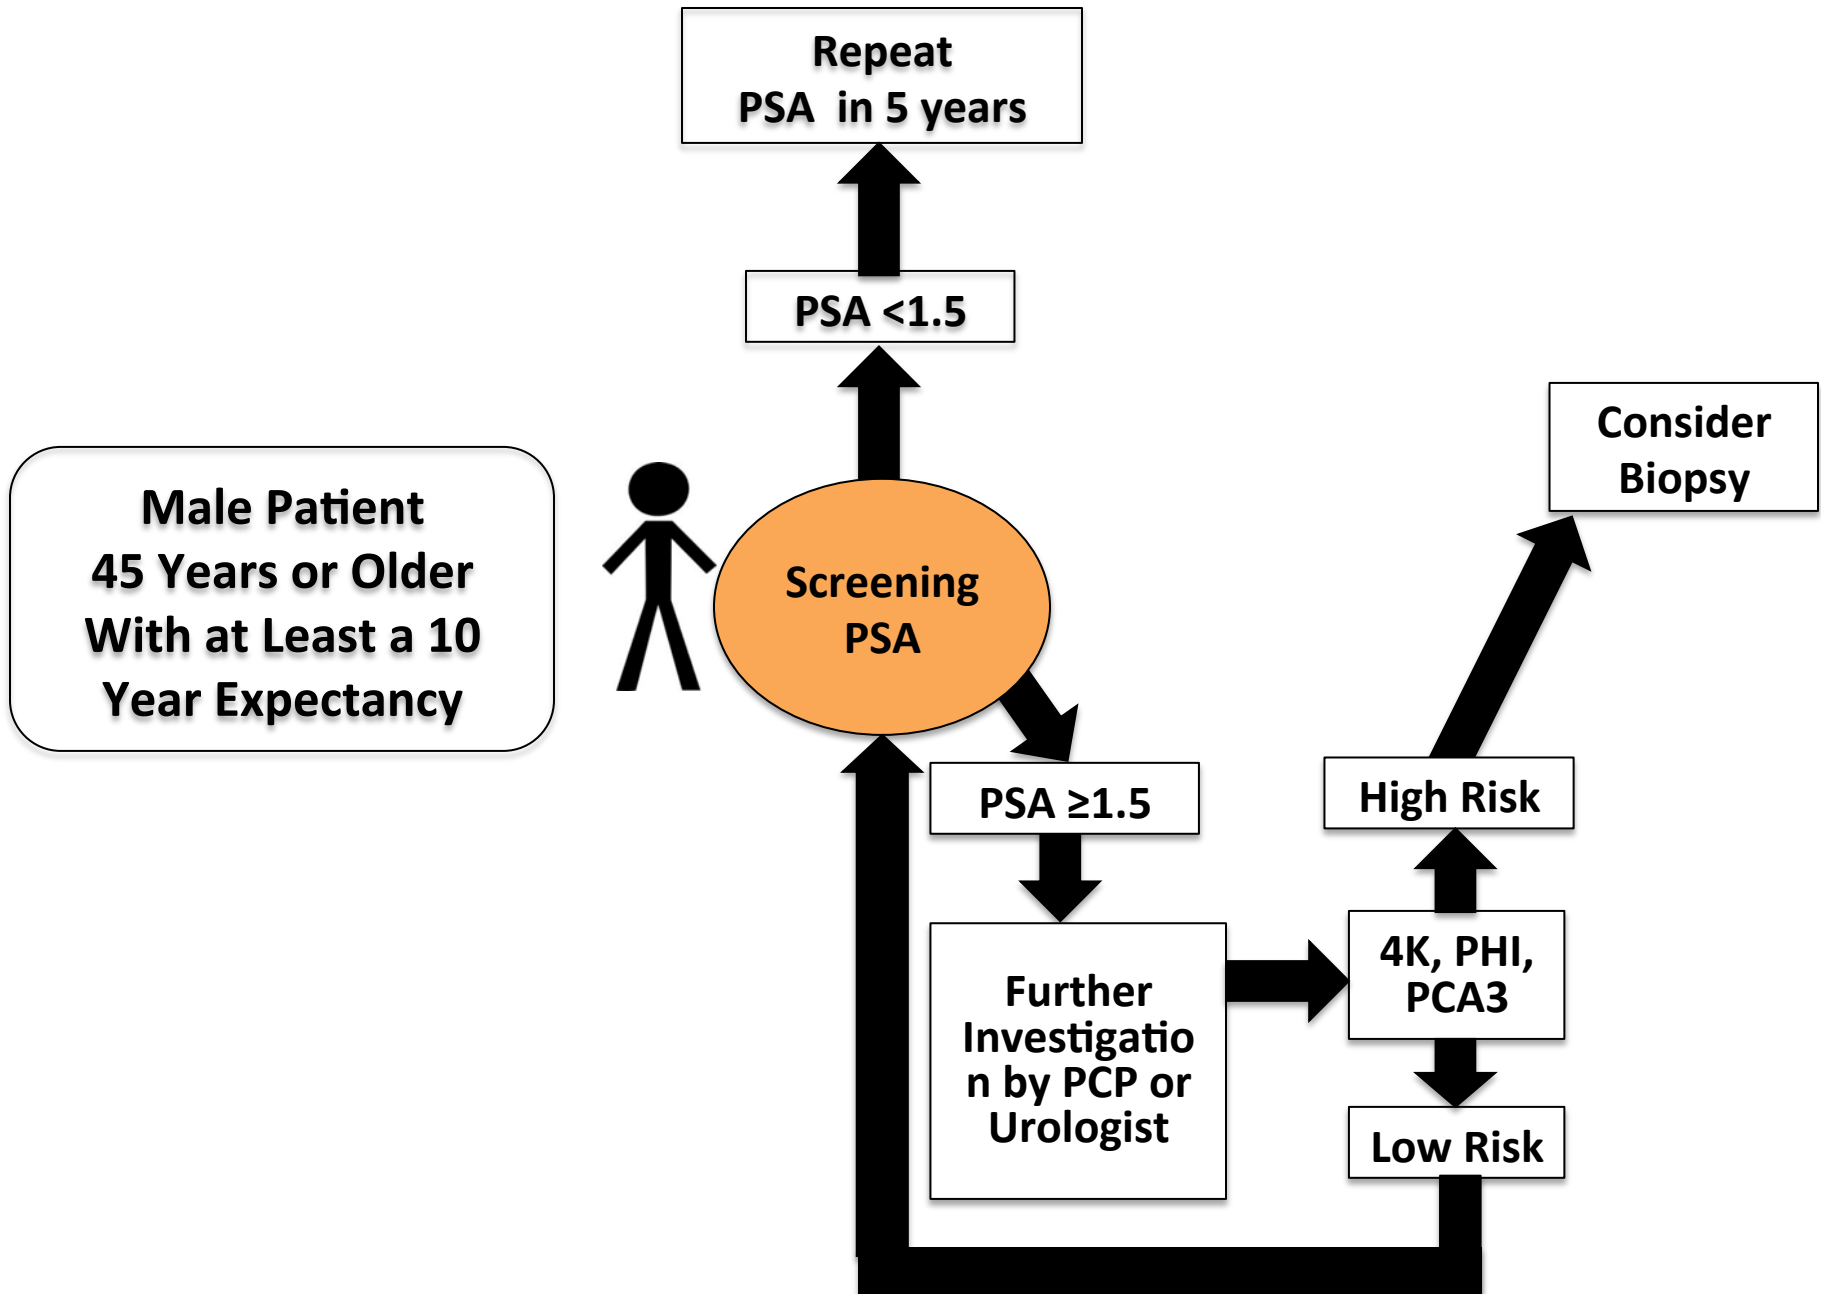 Repeat
PSA  in 5 years
PSA <1.5
Consider
Biopsy
Male Patient
45 Years or Older
With at Least a 10
Year Expectancy
Screening
PSA
PSA ≥1.5
High Risk
4K, PHI,
PCA3
Further
Investigatio
n by PCP or
Urologist
Low Risk